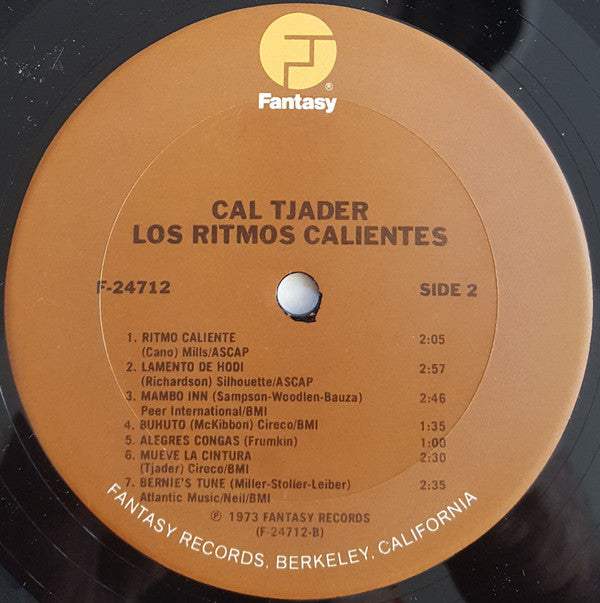 ®
Fantasy
CAL TJADER
LOS RITMOS CALIENTES
F-24712 SIDE 2
1. RITMO CALIENTE 2:05
(Cano) Mills/ASCAP
2. LAMENTO DE HODI 2:57
(Richardson) Silhouette/ASCAP
3. MAMBO INN (Sampson-Woodlen-Bauza) 2:46
Peer International/BMI
4. BUHUTO (McKibbon) Cireco/BMI 1:35
5. ALEGRES CONGAS (Frumkin) 1:00
6. MUEVE LA CINTURA 2:30
(Tjader) Cireco/BMI
7. BERNIE'S TUNE (Miller-Stoller-Leiber) 2:35
Atlantic Music/Neil/BMI
℗ 1973 FANTASY RECORDS
(F-24712-B)
FANTASY RECORDS, BERKELEY, CALIFORNIA